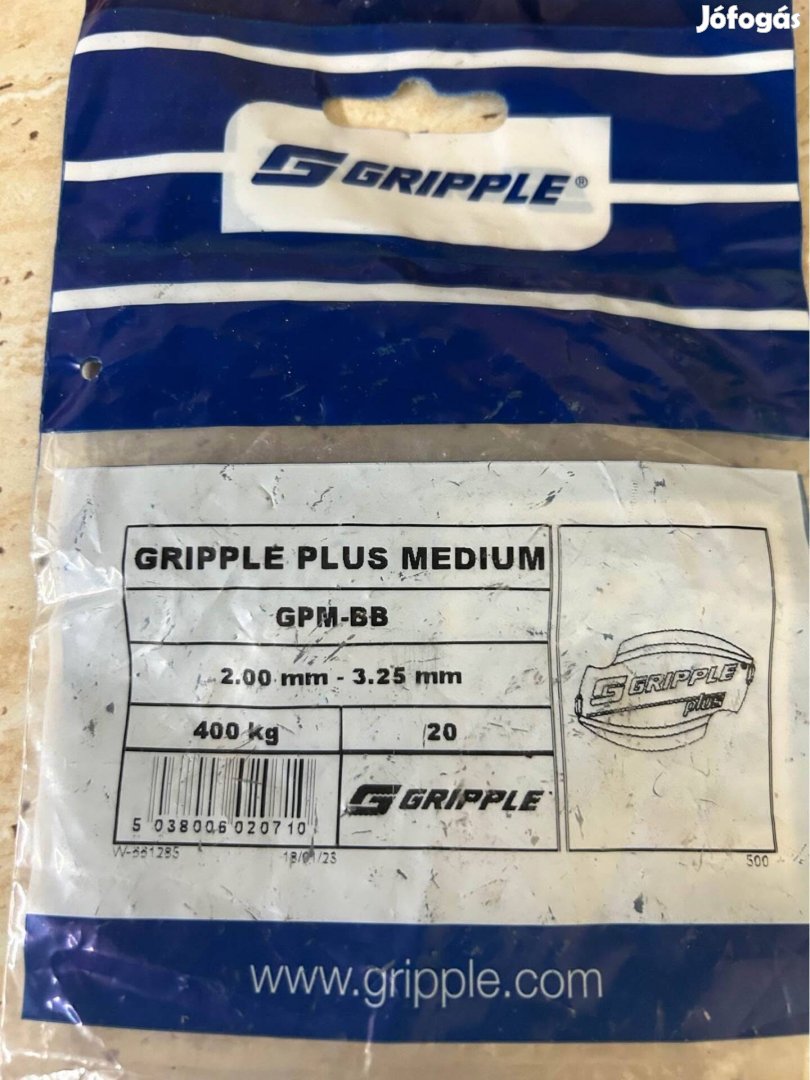 Jófogás
GRIPPLE®
GRIPPLE PLUS MEDIUM
GPM-BB
2.00 mm - 3.25 mm
400 kg
20
GRIPPLE
plus
5 038006 020710
GRIPPLE
500
www.gripple.com